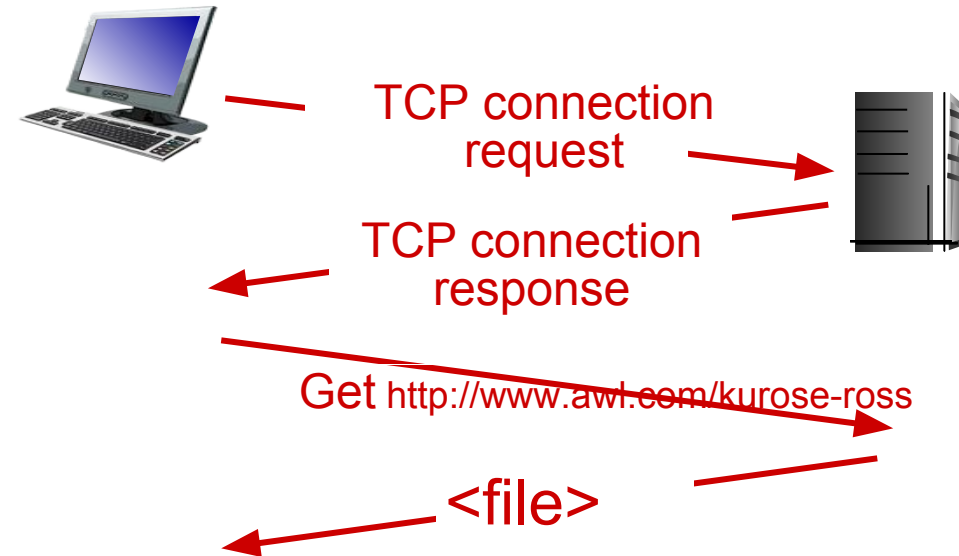 TCP connection
request
TCP connection
response
Get http://www.awl.com/kurose-ross
<file>